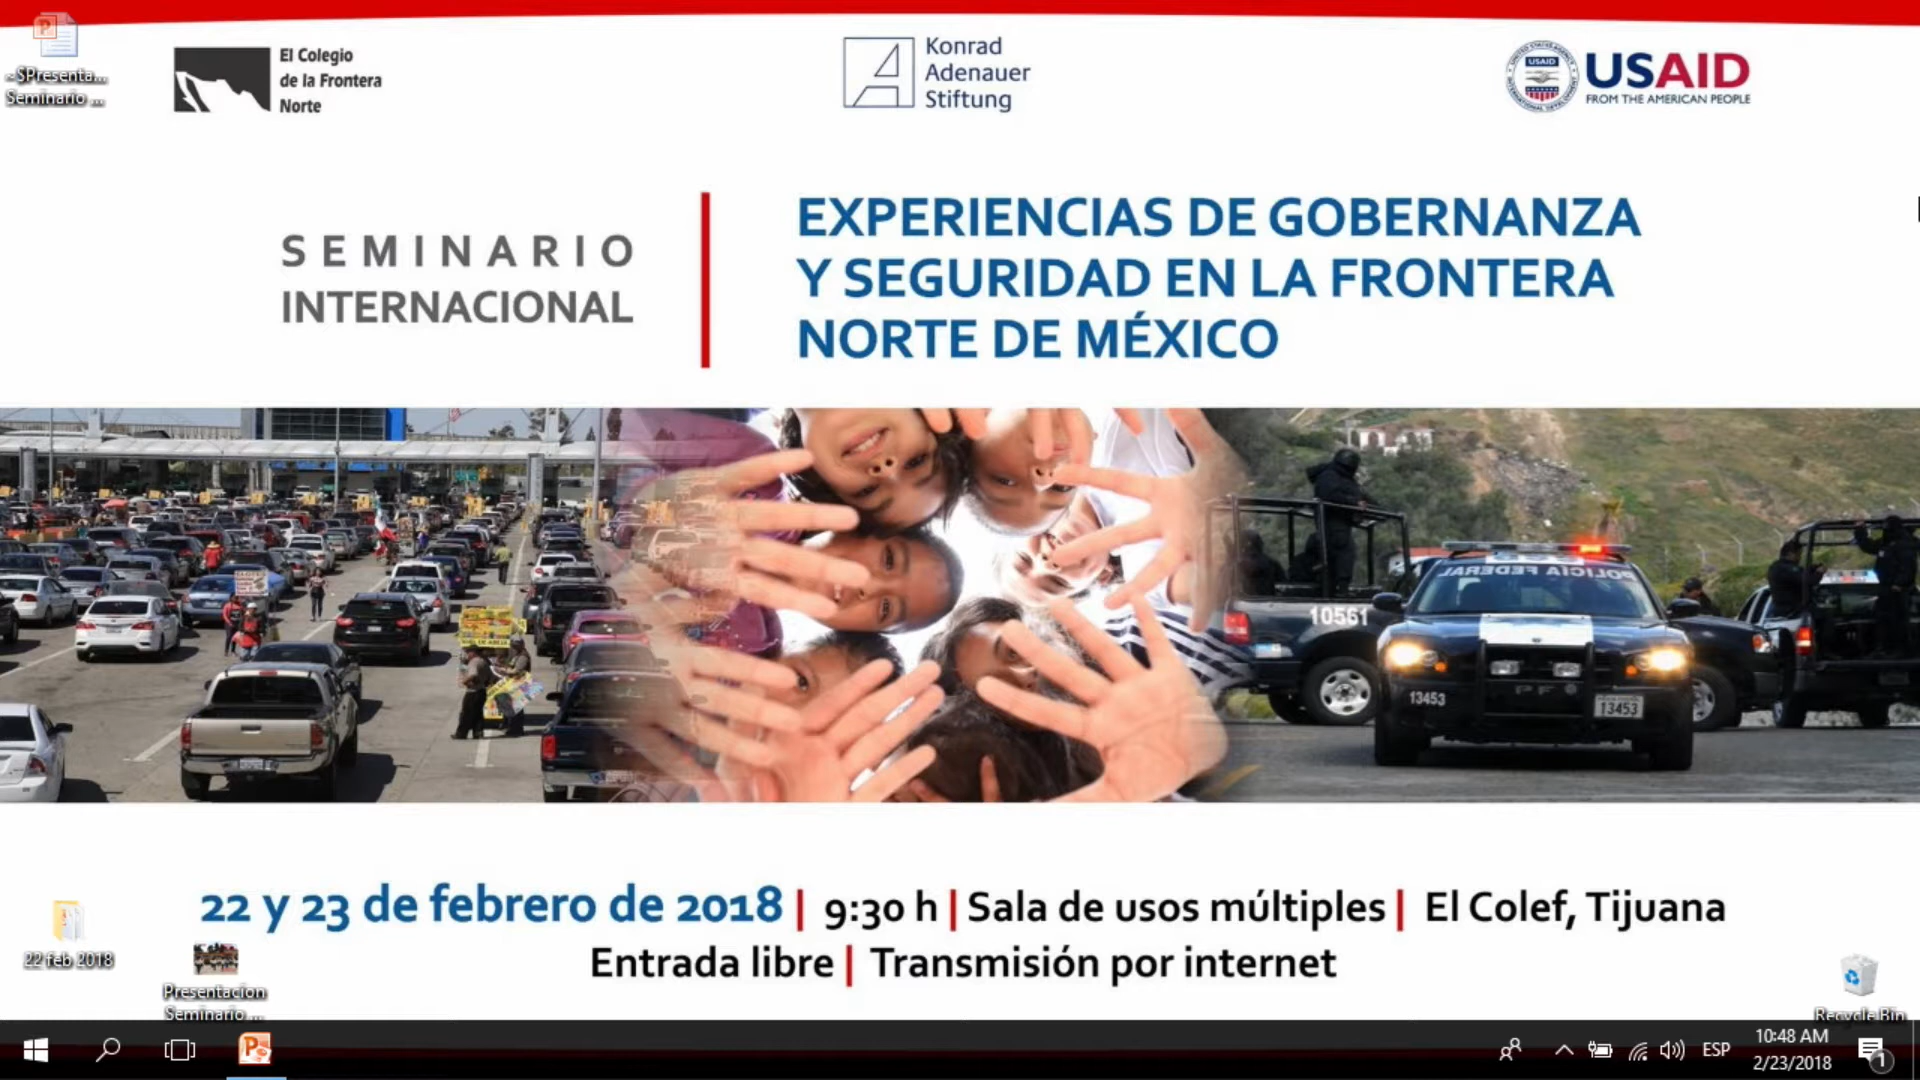 ~$Presenta...
Seminario ...
El Colegio
de la Frontera
Norte
Konrad
Adenauer
Stiftung
USAID
USAID
FROM THE AMERICAN PEOPLE
SEMINARIO
INTERNACIONAL
EXPERIENCIAS DE GOBERNANZA
Y SEGURIDAD EN LA FRONTERA
NORTE DE MÉXICO
POLICIA FEDERAL
10561
13453
13453
22 y 23 de febrero de 2018 | 9:30 h | Sala de usos múltiples | El Colef, Tijuana
Entrada libre | Transmisión por internet
22 feb 2018
Presentacion
Seminario ...
Recycle Bin
ESP
10:48 AM
2/23/2018
1